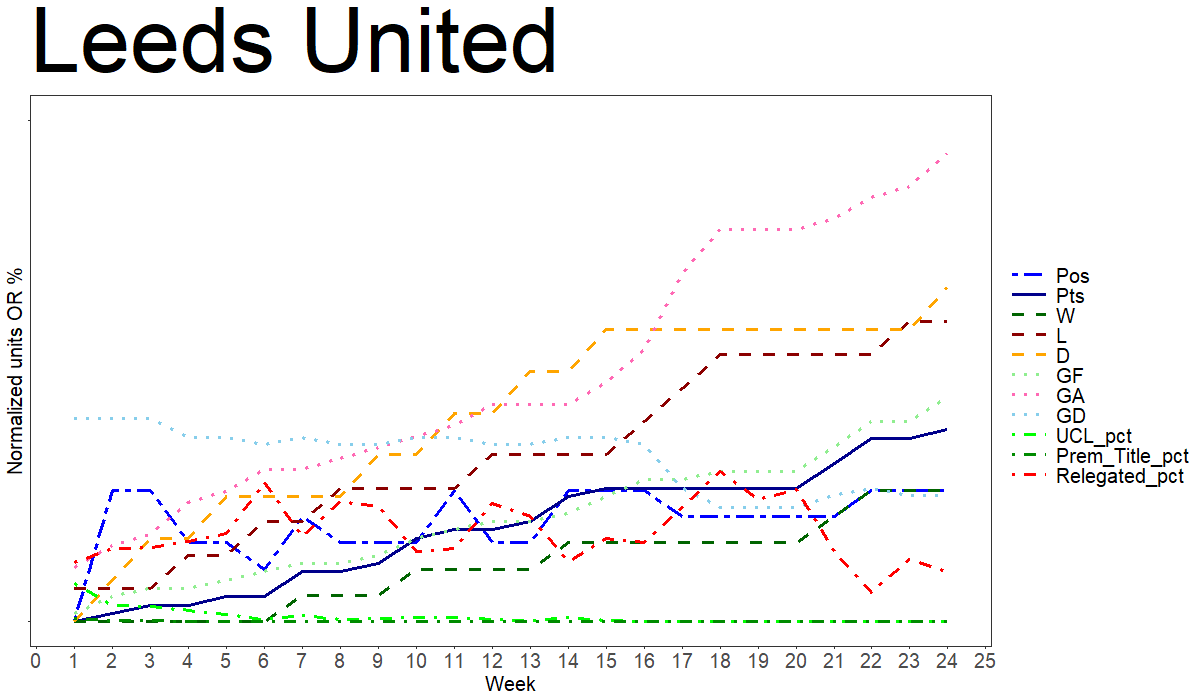 Leeds United
Normalized units OR %
0 1 2 3 4 5 6 7 8 9 10 11 12 13 14 15 16 17 18 19 20 21 22 23 24 25
Week
Pos
Pts
W
L
D
GF
GA
GD
UCL_pct
Prem_Title_pct
Relegated_pct